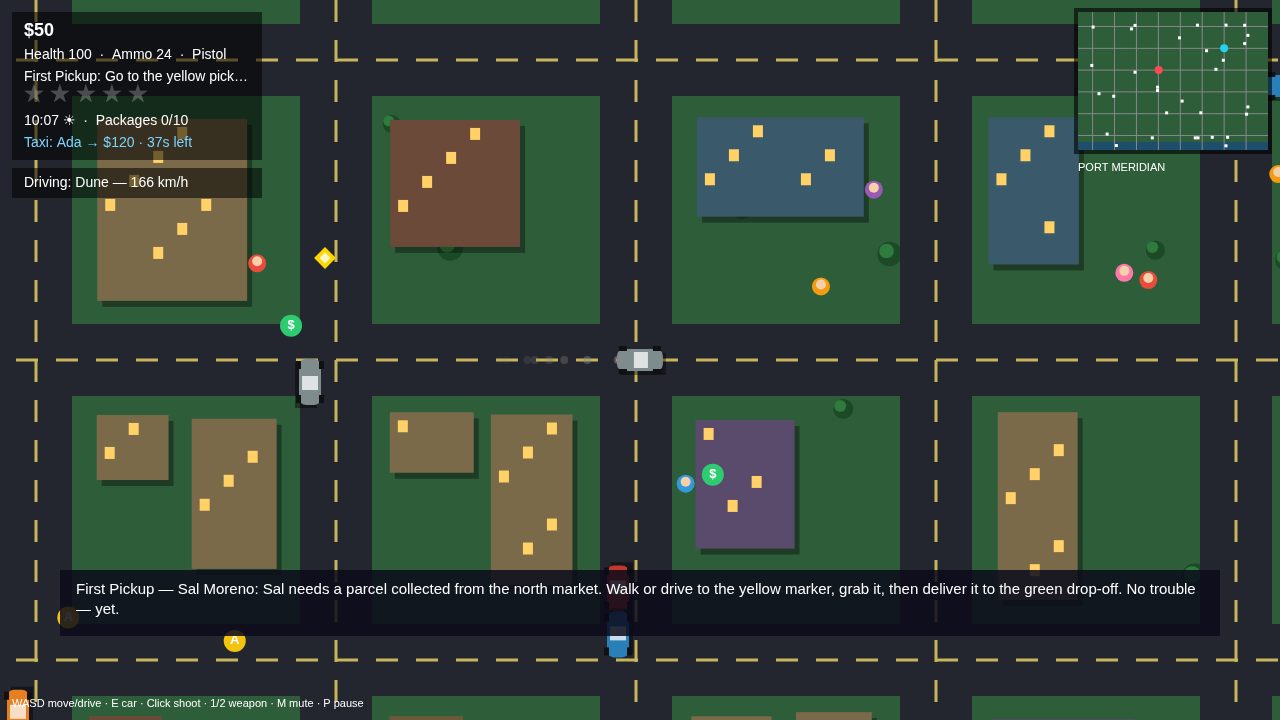 $50
Health 100 · Ammo 24 · Pistol
First Pickup: Go to the yellow pick…
★★★★★
10:07 ☀ · Packages 0/10
Taxi: Ada → $120 · 37s left
Driving: Dune — 166 km/h
PORT MERIDIAN
$
$
First Pickup — Sal Moreno: Sal needs a parcel collected from the north market. Walk or drive to the yellow marker, grab it, then deliver it to the green drop-off. No trouble
— yet.
A
A
WASD move/drive · E car · Click shoot · 1/2 weapon · M mute · P pause